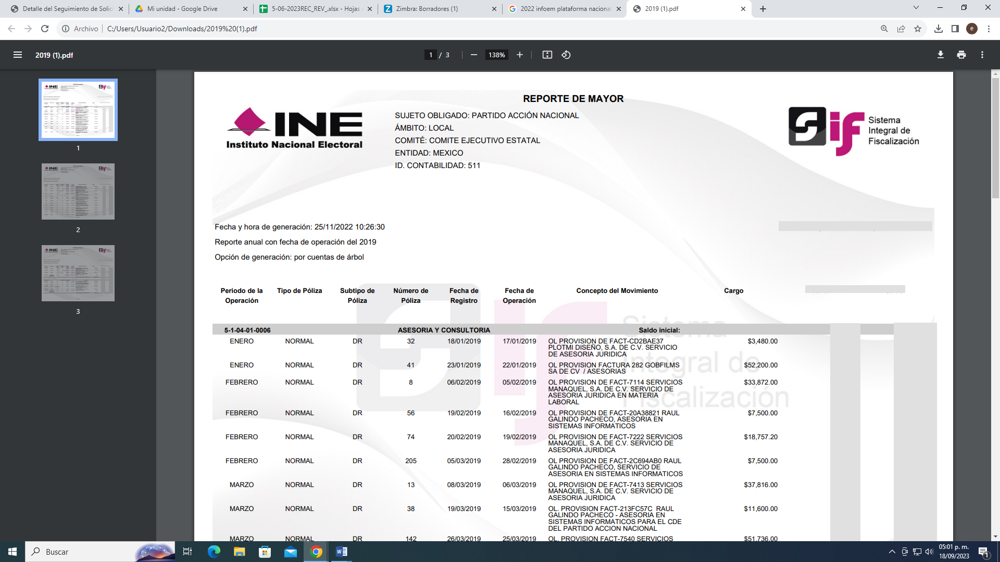 Detalle del Seguimiento de Solici
Mi unidad - Google Drive
5-06-2023REC_REV_.xlsx - Hojas
Zimbra: Borradores (1)
2022 infoem plataforma nacional
2019 (1).pdf
Archivo
C:/Users/Usuario2/Downloads/2019%20(1).pdf
e
2019 (1).pdf
1 / 3
138%
1
2
3
REPORTE DE MAYOR
INE
Instituto Nacional Electoral
SUJETO OBLIGADO: PARTIDO ACCIÓN NACIONAL
ÁMBITO: LOCAL
COMITÉ: COMITE EJECUTIVO ESTATAL
ENTIDAD: MEXICO
ID. CONTABILIDAD: 511
Sif
Sistema
Integral de
Fiscalización
Fecha y hora de generación: 25/11/2022 10:26:30
Reporte anual con fecha de operación del 2019
Opción de generación: por cuentas de árbol
Periodo de la Operación Tipo de Póliza Subtipo de Póliza Número de Póliza Fecha de Registro Fecha de Operación Concepto del Movimiento Cargo
5-1-04-01-0006 ASESORIA Y CONSULTORIA Saldo inicial:
ENERO NORMAL DR 32 18/01/2019 17/01/2019 OL PROVISION DE FACT-CD2BAE37 $3,480.00
PLOTMI DISEÑO, S.A. DE C.V. SERVICIO
DE ASESORIA JURIDICA
ENERO NORMAL DR 41 23/01/2019 22/01/2019 OL PROVISION FACTURA 282 GOBFILMS $52,200.00
SA DE CV / ASESORIAS
FEBRERO NORMAL DR 8 06/02/2019 05/02/2019 OL PROVISION DE FACT-7114 SERVICIOS $33,872.00
MANAQUEL, S.A. DE C.V. SERVICIO DE
ASESORIA JURIDICA EN MATERIA
LABORAL
FEBRERO NORMAL DR 56 19/02/2019 16/02/2019 OL PROVISION DE FACT-20A38821 RAUL $7,500.00
GALINDO PACHECO, ASESORIA EN
SISTEMAS INFORMATICOS
FEBRERO NORMAL DR 74 20/02/2019 19/02/2019 OL PROVISION DE FACT-7222 SERVICIOS $18,757.20
MANAQUEL, S.A. DE C.V. SERVICIO DE
ASESORIA JURIDICA
FEBRERO NORMAL DR 205 05/03/2019 28/02/2019 OL PROVISION DE FACT-2C694AB0 RAUL $7,500.00
GALINDO PACHECO, SERVICIO DE
ASESORIA EN SISTEMAS INFORMATICOS
MARZO NORMAL DR 13 08/03/2019 06/03/2019 OL PROVISION DE FACT-7413 SERVICIOS $37,816.00
MANAQUEL, S.A. DE C.V. SERVICIO DE
ASESORIA JURIDICA
MARZO NORMAL DR 38 19/03/2019 15/03/2019 OL. PROVISION FACT-213FC57C RAUL $11,600.00
GALINDO PACHECO - ASESORIA EN
SISTEMAS INFORMATICOS PARA EL CDE
DEL PARTIDO ACCION NACIONAL
MARZO NORMAL DR 142 26/03/2019 25/03/2019 OL. PROVISION FACT-7540 SERVICIOS $51,736.00
Sistema
Integral de
Fiscalización
Buscar
05:01 p. m.
18/09/2023
1